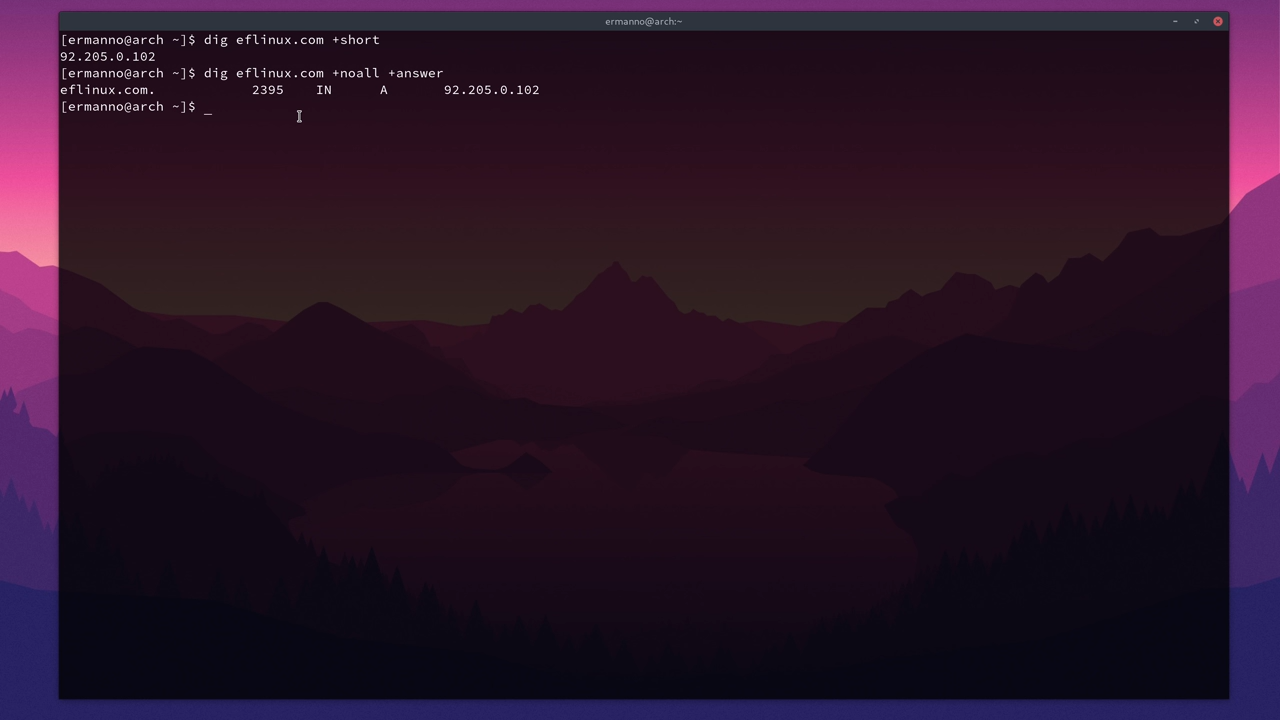 ermanno@arch:~
[ermanno@arch ~]$ dig eflinux.com +short
92.205.0.102
[ermanno@arch ~]$ dig eflinux.com +noall +answer
eflinux.com.            2395    IN      A       92.205.0.102
[ermanno@arch ~]$ _